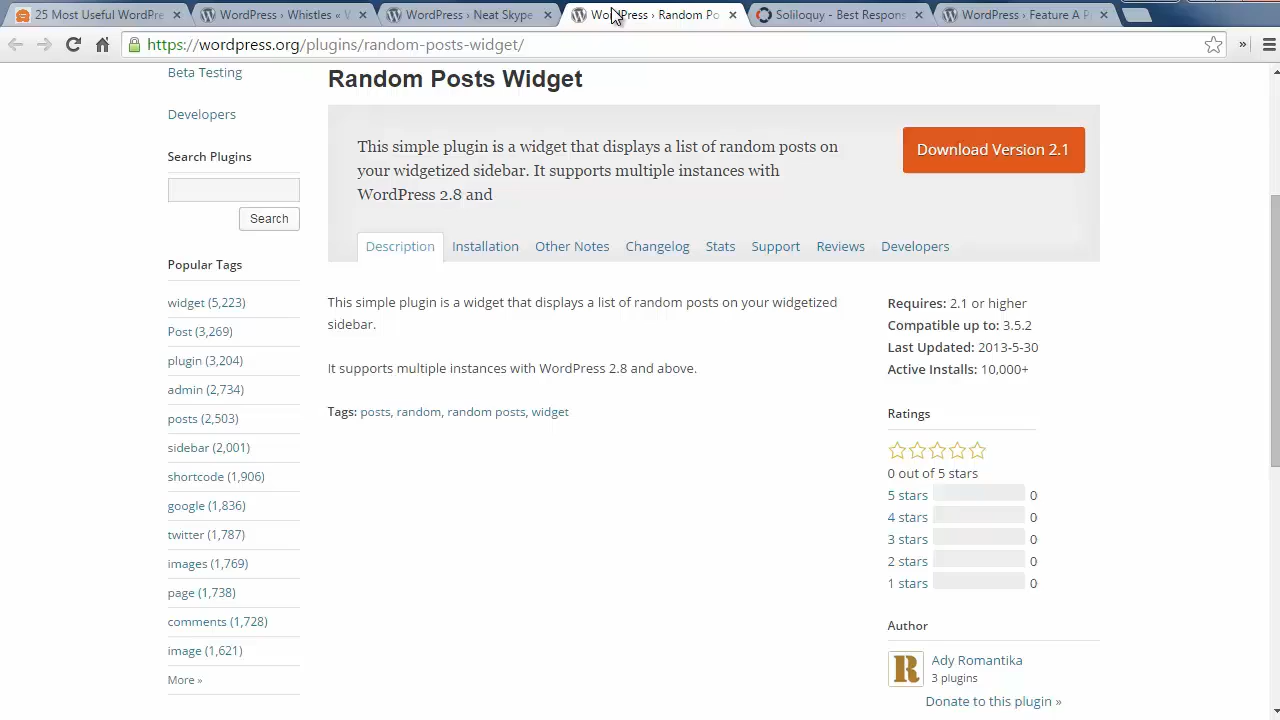 25 Most Useful WordPre
WordPress › Whistles « W
WordPress › Neat Skype
WordPress › Random Po
Soliloquy - Best Respons
WordPress › Feature A P
https://wordpress.org/plugins/random-posts-widget/
Beta Testing
Developers
Search Plugins
Search
Popular Tags
widget (5,223)
Post (3,269)
plugin (3,204)
admin (2,734)
posts (2,503)
sidebar (2,001)
shortcode (1,906)
google (1,836)
twitter (1,787)
images (1,769)
page (1,738)
comments (1,728)
image (1,621)
More »
Random Posts Widget
This simple plugin is a widget that displays a list of random posts on
your widgetized sidebar. It supports multiple instances with
WordPress 2.8 and
Download Version 2.1
Description Installation Other Notes Changelog Stats Support Reviews Developers
This simple plugin is a widget that displays a list of random posts on your widgetized
sidebar.
It supports multiple instances with WordPress 2.8 and above.
Tags: posts, random, random posts, widget
Requires: 2.1 or higher
Compatible up to: 3.5.2
Last Updated: 2013-5-30
Active Installs: 10,000+
Ratings
0 out of 5 stars
5 stars 0
4 stars 0
3 stars 0
2 stars 0
1 stars 0
Author
R
Ady Romantika
3 plugins
Donate to this plugin »